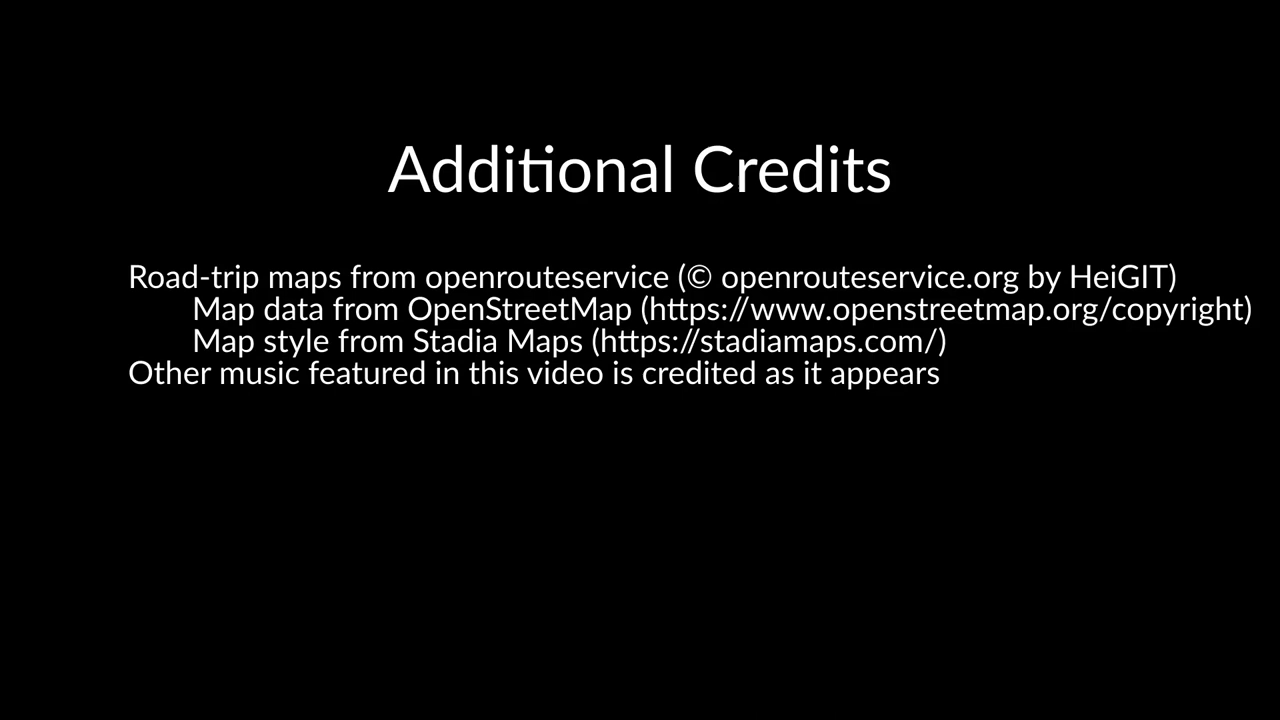 Additional Credits
Road-trip maps from openrouteservice (© openrouteservice.org by HeiGIT)
Map data from OpenStreetMap (https://www.openstreetmap.org/copyright)
Map style from Stadia Maps (https://stadiamaps.com/)
Other music featured in this video is credited as it appears